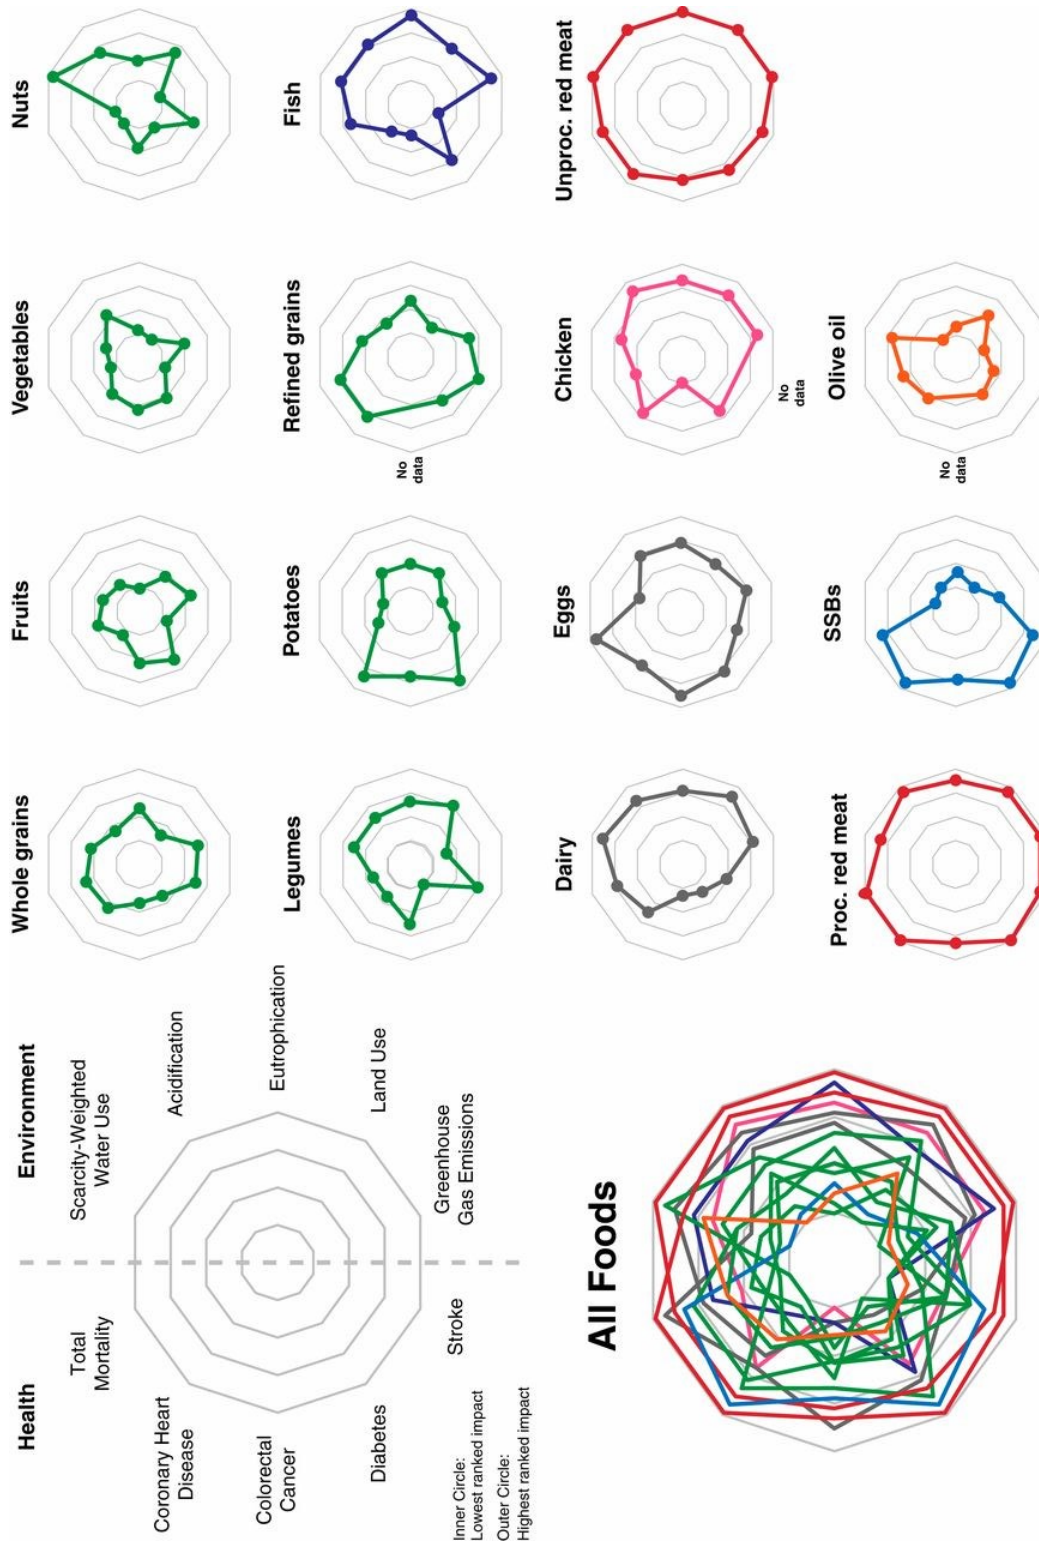 Health
Environment
Total
Mortality
Scarcity-Weighted
Water Use
Coronary Heart
Disease
Acidification
Colorectal
Cancer
Eutrophication
Diabetes
Land Use
Stroke
Greenhouse
Gas Emissions
Inner Circle:
Lowest ranked impact
Outer Circle:
Highest ranked impact
Whole grains
Fruits
Vegetables
Nuts
Legumes
Potatoes
Refined grains
No
data
Fish
Dairy
Eggs
Chicken
No
data
Unproc. red meat
All Foods
Proc. red meat
SSBs
Olive oil
No
data